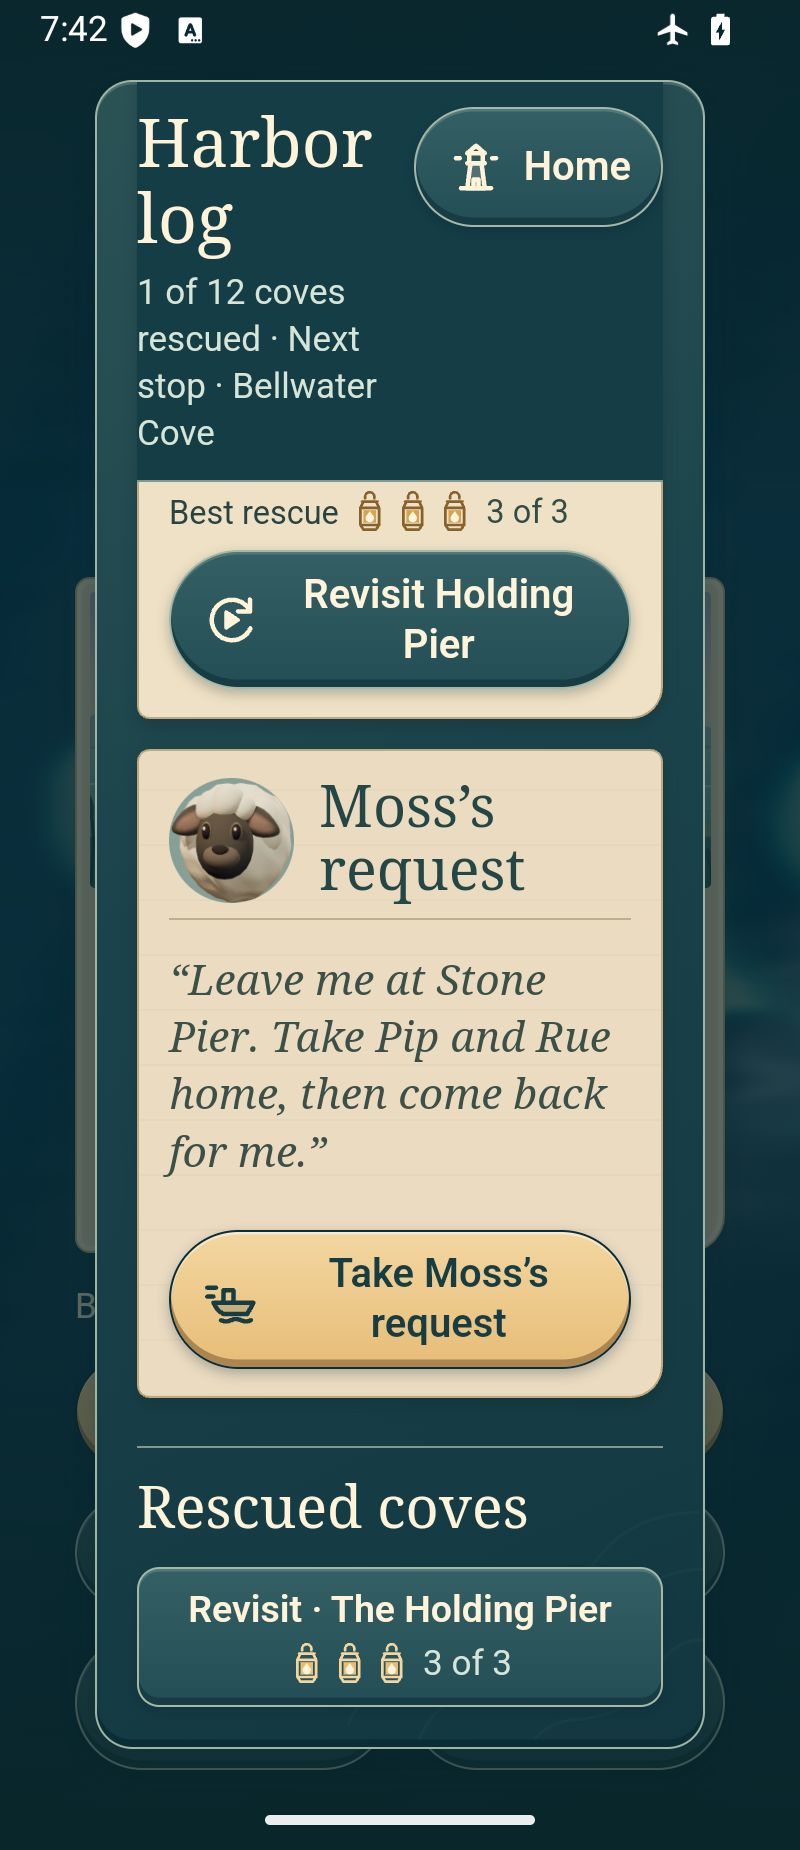 7:42
Harbor
log
Home
1 of 12 coves
rescued · Next
stop · Bellwater
Cove
Best rescue 3 of 3
Revisit Holding
Pier
Moss’s
request
“Leave me at Stone
Pier. Take Pip and Rue
home, then come back
for me.”
Take Moss’s
request
B
Rescued coves
Revisit · The Holding Pier
3 of 3